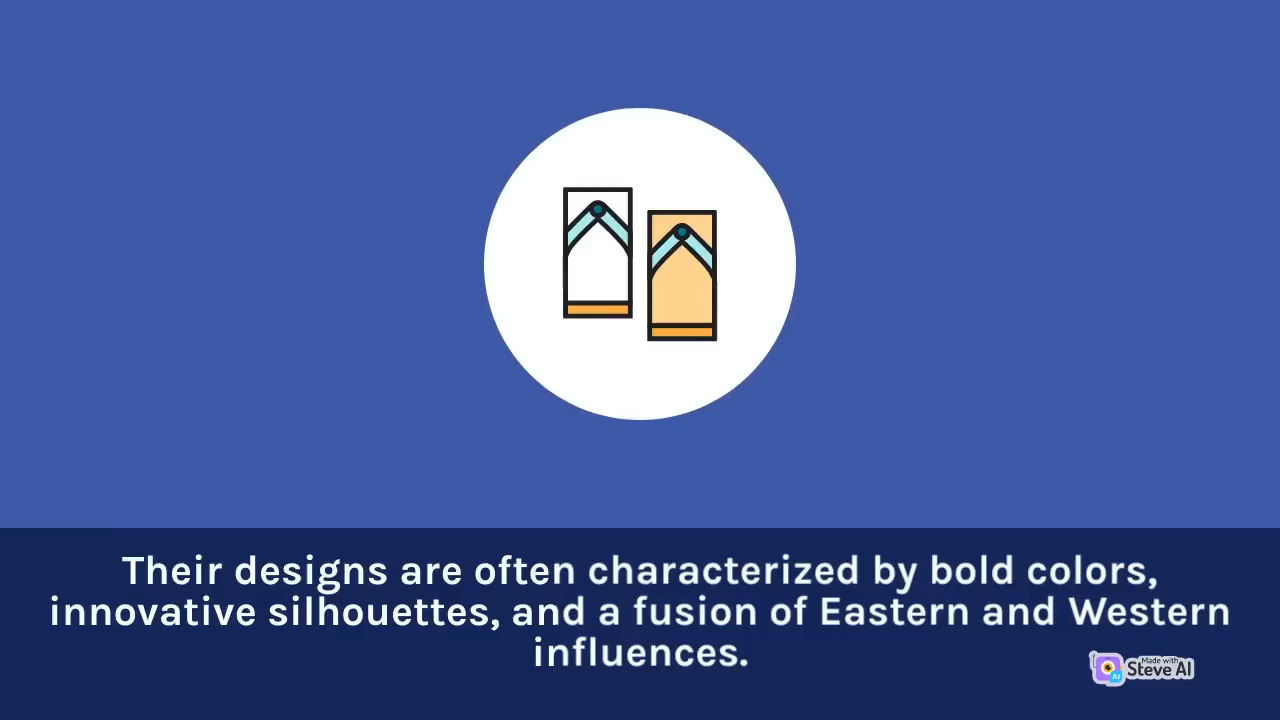 Their designs are often characterized by bold colors,
innovative silhouettes, and a fusion of Eastern and Western
influences.
Made with
Steve AI
AI